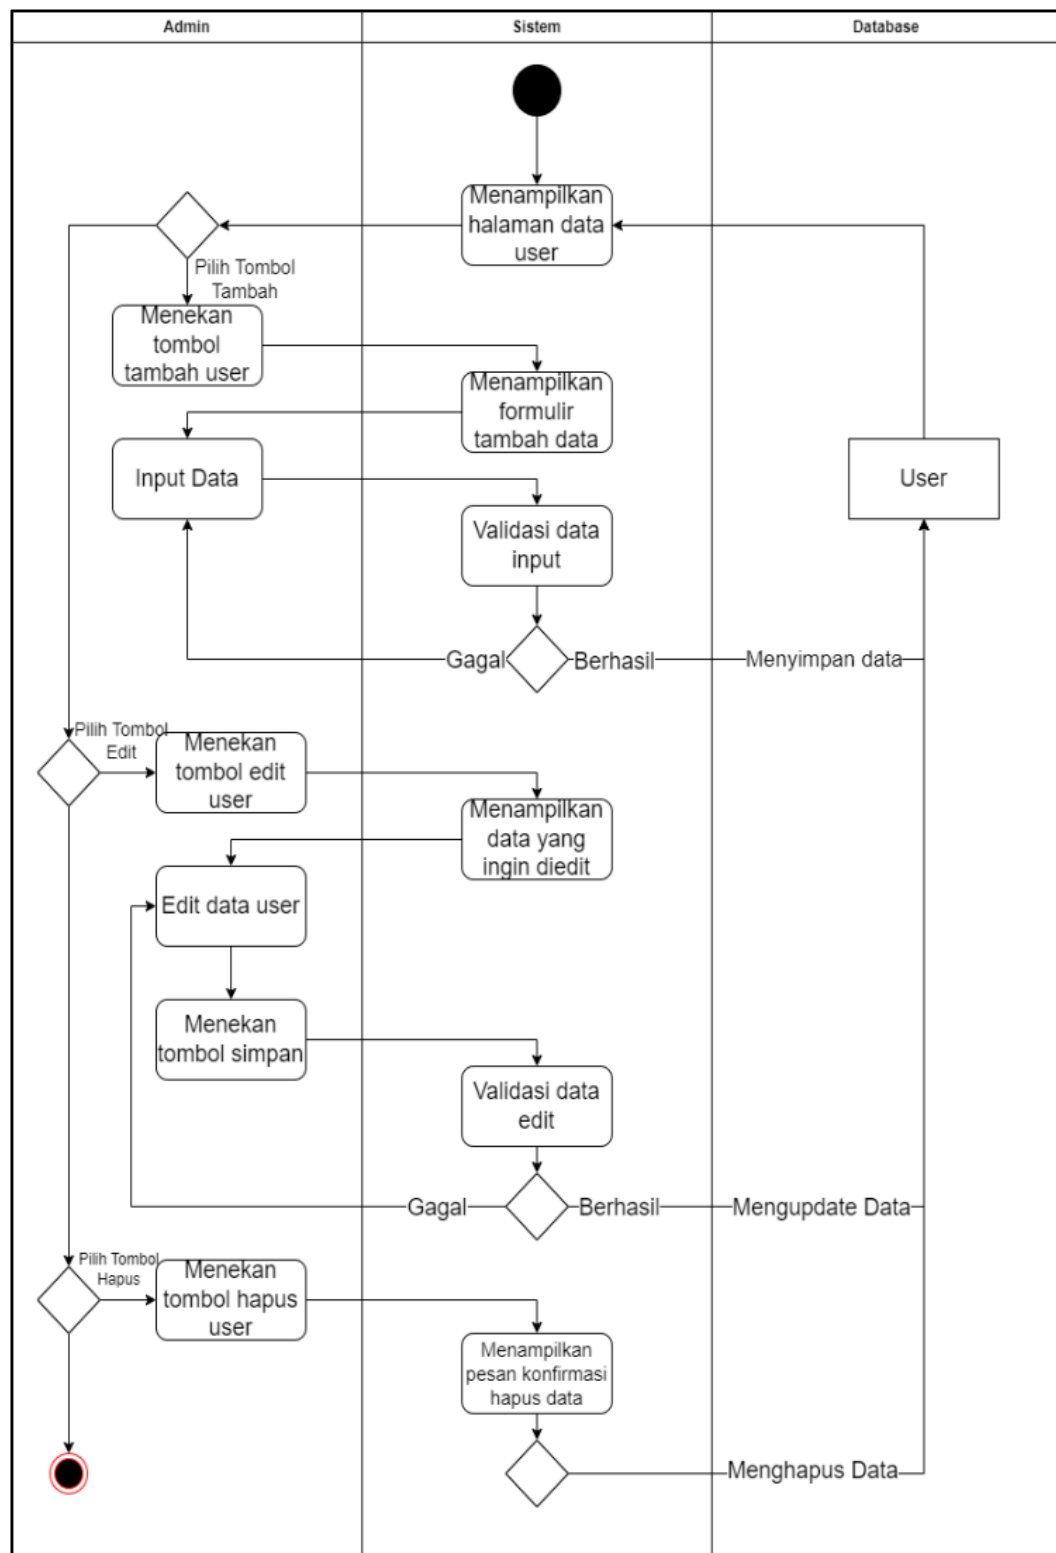 Admin
Sistem
Database
Menampilkan
halaman data
user
Pilih Tombol
Tambah
Menekan
tombol
tambah user
Menampilkan
formulir
tambah data
Input Data
User
Validasi data
input
Gagal
Berhasil
Menyimpan data
Pilih Tombol
Edit
Menekan
tombol edit
user
Menampilkan
data yang
ingin diedit
Edit data user
Menekan
tombol simpan
Validasi data
edit
Gagal
Berhasil
Mengupdate Data
Pilih Tombol
Hapus
Menekan
tombol hapus
user
Menampilkan
pesan konfirmasi
hapus data
Menghapus Data